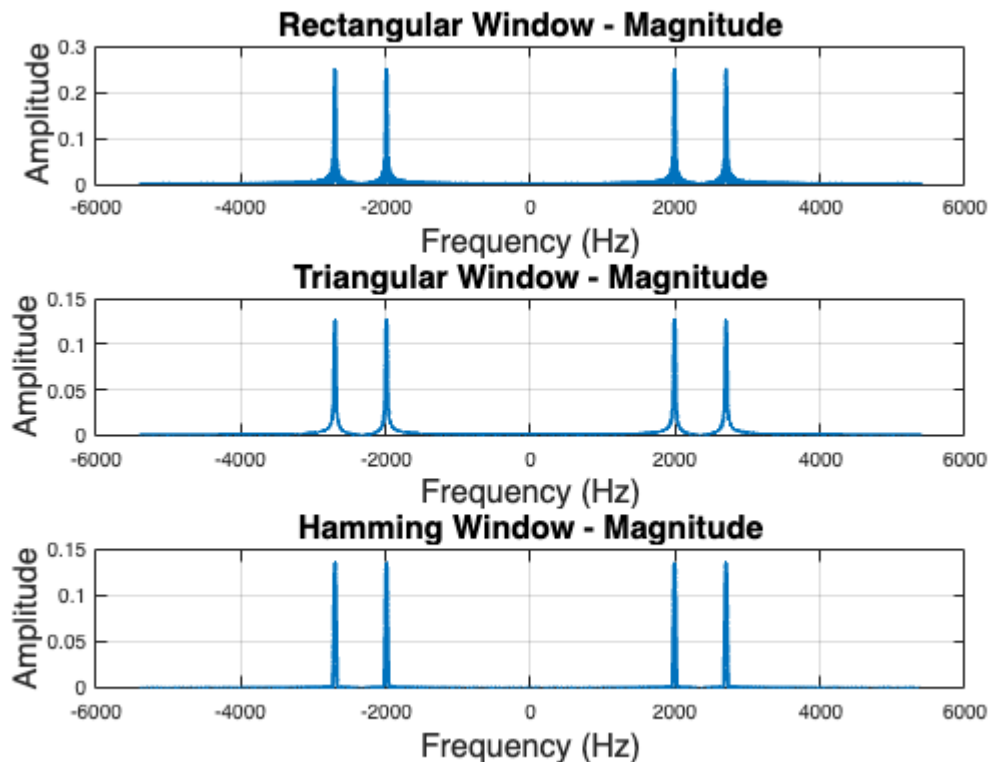 Rectangular Window - Magnitude
Amplitude
0.3
0.2
0.1
0
-6000 -4000 -2000 0 2000 4000 6000
Frequency (Hz)
Triangular Window - Magnitude
Amplitude
0.15
0.1
0.05
0
-6000 -4000 -2000 0 2000 4000 6000
Frequency (Hz)
Hamming Window - Magnitude
Amplitude
0.15
0.1
0.05
0
-6000 -4000 -2000 0 2000 4000 6000
Frequency (Hz)